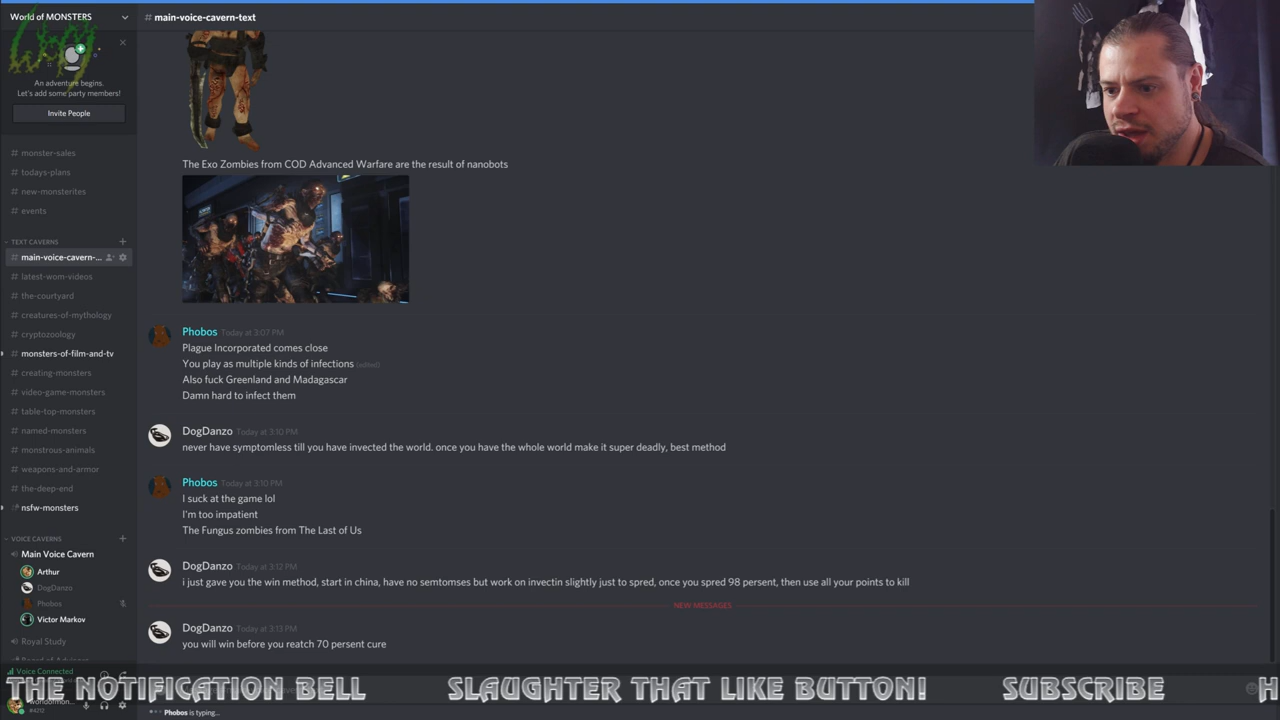 World of MONSTERS
# main-voice-cavern-text
An adventure begins.
Let's add some party members!
Invite People
# monster-sales
# todays-plans
# new-monsterites
# events
TEXT CAVERNS
# main-voice-cavern-...
# latest-wom-videos
# the-courtyard
# creatures-of-mythology
# cryptozoology
# monsters-of-film-and-tv
# creating-monsters
# video-game-monsters
# table-top-monsters
# named-monsters
# monstrous-animals
# weapons-and-armor
# the-deep-end
nsfw-monsters
VOICE CAVERNS
Main Voice Cavern
Arthur
DogDanzo
Phobos
Victor Markov
Royal Study
Voice Connected
The Exo Zombies from COD Advanced Warfare are the result of nanobots
Phobos Today at 3:07 PM
Plague Incorporated comes close
You play as multiple kinds of infections (edited)
Also fuck Greenland and Madagascar
Damn hard to infect them
DogDanzo Today at 3:10 PM
never have symptomless till you have invected the world. once you have the whole world make it super deadly, best method
Phobos Today at 3:10 PM
I suck at the game lol
I'm too impatient
The Fungus zombies from The Last of Us
DogDanzo Today at 3:12 PM
i just gave you the win method, start in china, have no semtomses but work on invectin slightly just to spred, once you spred 98 persent, then use all your points to kill
NEW MESSAGES
DogDanzo Today at 3:13 PM
you will win before you reatch 70 percent cure
THE NOTIFICATION BELL SLAUGHTER THAT LIKE BUTTON! SUBSCRIBE H
#4212
Phobos is typing...